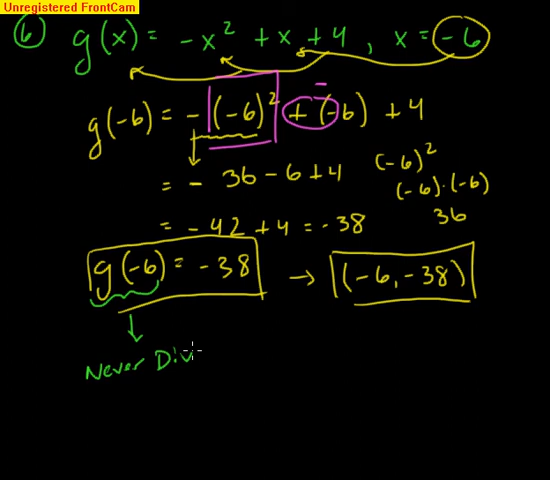 Unregistered FrontCam
6 g(x) = -x² + x + 4 , x = -6
g(-6) = -(-6)² + (-6) + 4
-
= - 36 - 6 + 4
(-6)²
(-6)·(-6)
36
= -42 + 4 = -38
g(-6) = -38 → (-6, -38)
Never Div